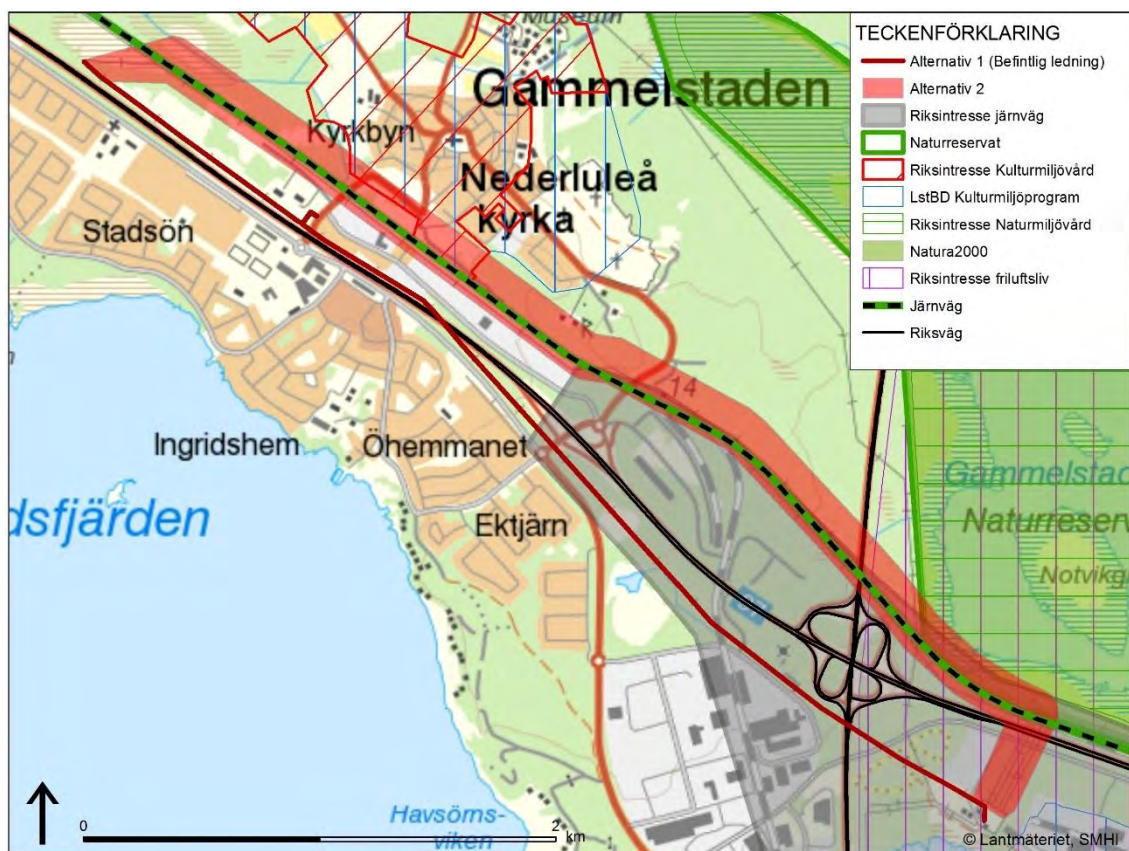 Museum
TECKENFÖRKLARING
Alternativ 1 (Befintlig ledning)
Alternativ 2
Riksintresse järnväg
Naturreservat
Riksintresse Kulturmiljövård
LstBD Kulturmiljöprogram
Riksintresse Naturmiljövård
Natura2000
Riksintresse friluftsliv
Järnväg
Riksväg
Gammelstaden
Kyrkbyn
Nederluleå
kyrka
Stadsön
14
Ingridshem
Öhemmanet
Ektjärn
dsfjärden
Gammelstad
Naturreserv
Notvikg
Havsörns-
viken
0
2
km
© Lantmäteriet, SMHI